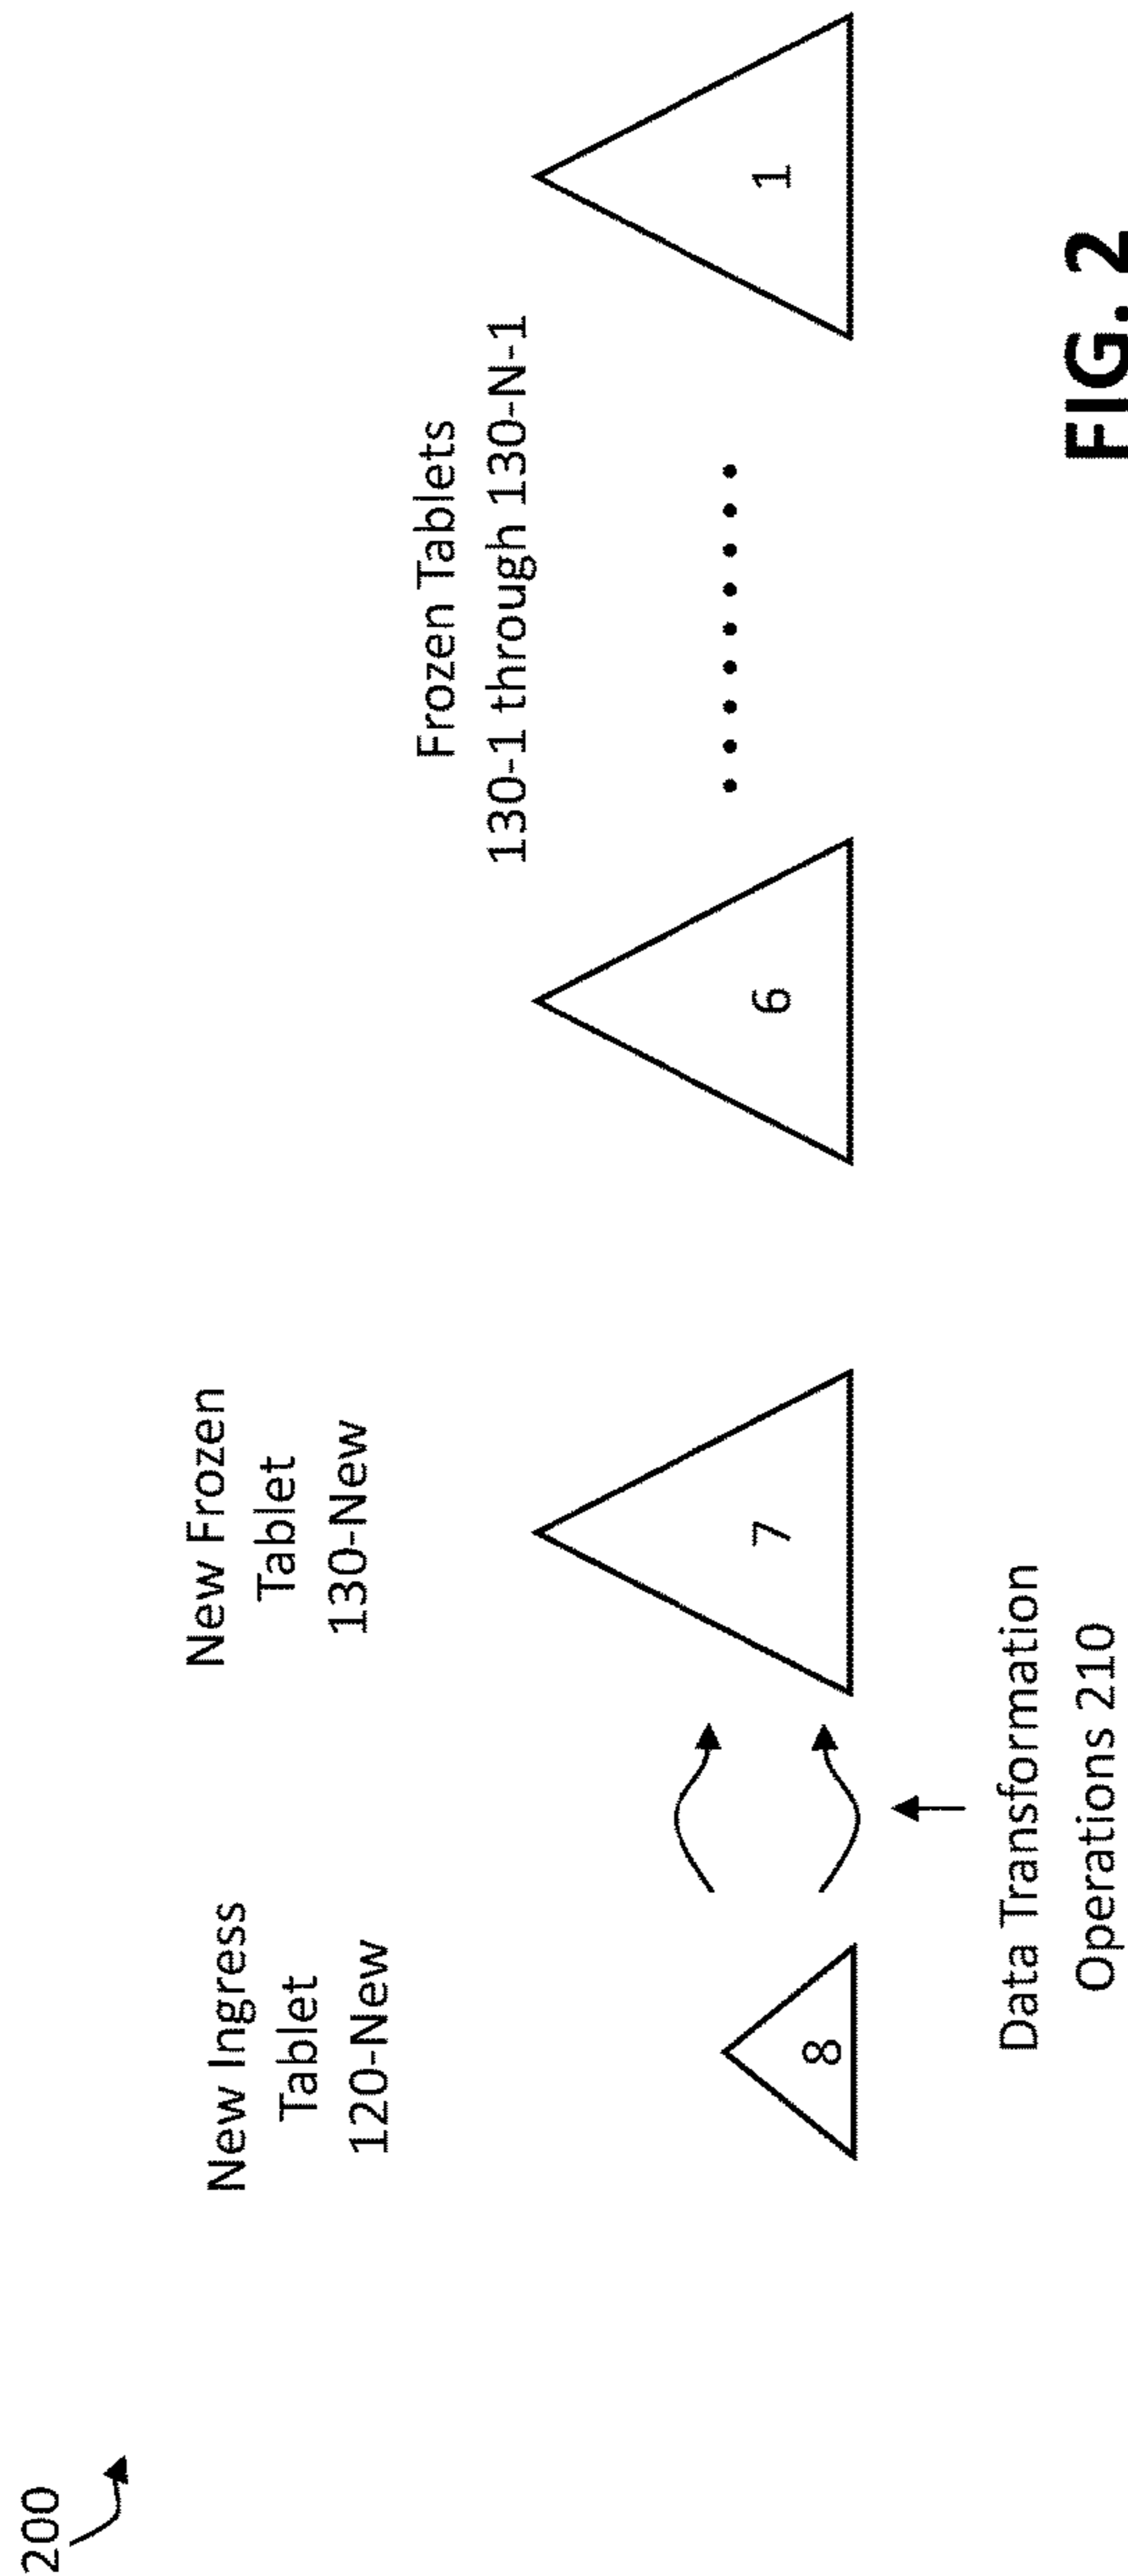 200
New Ingress
Tablet
120-New
New Frozen
Tablet
130-New
Frozen Tablets
130-1 through 130-N-1
8
7
6
1
Data Transformation
Operations 210
FIG. 2